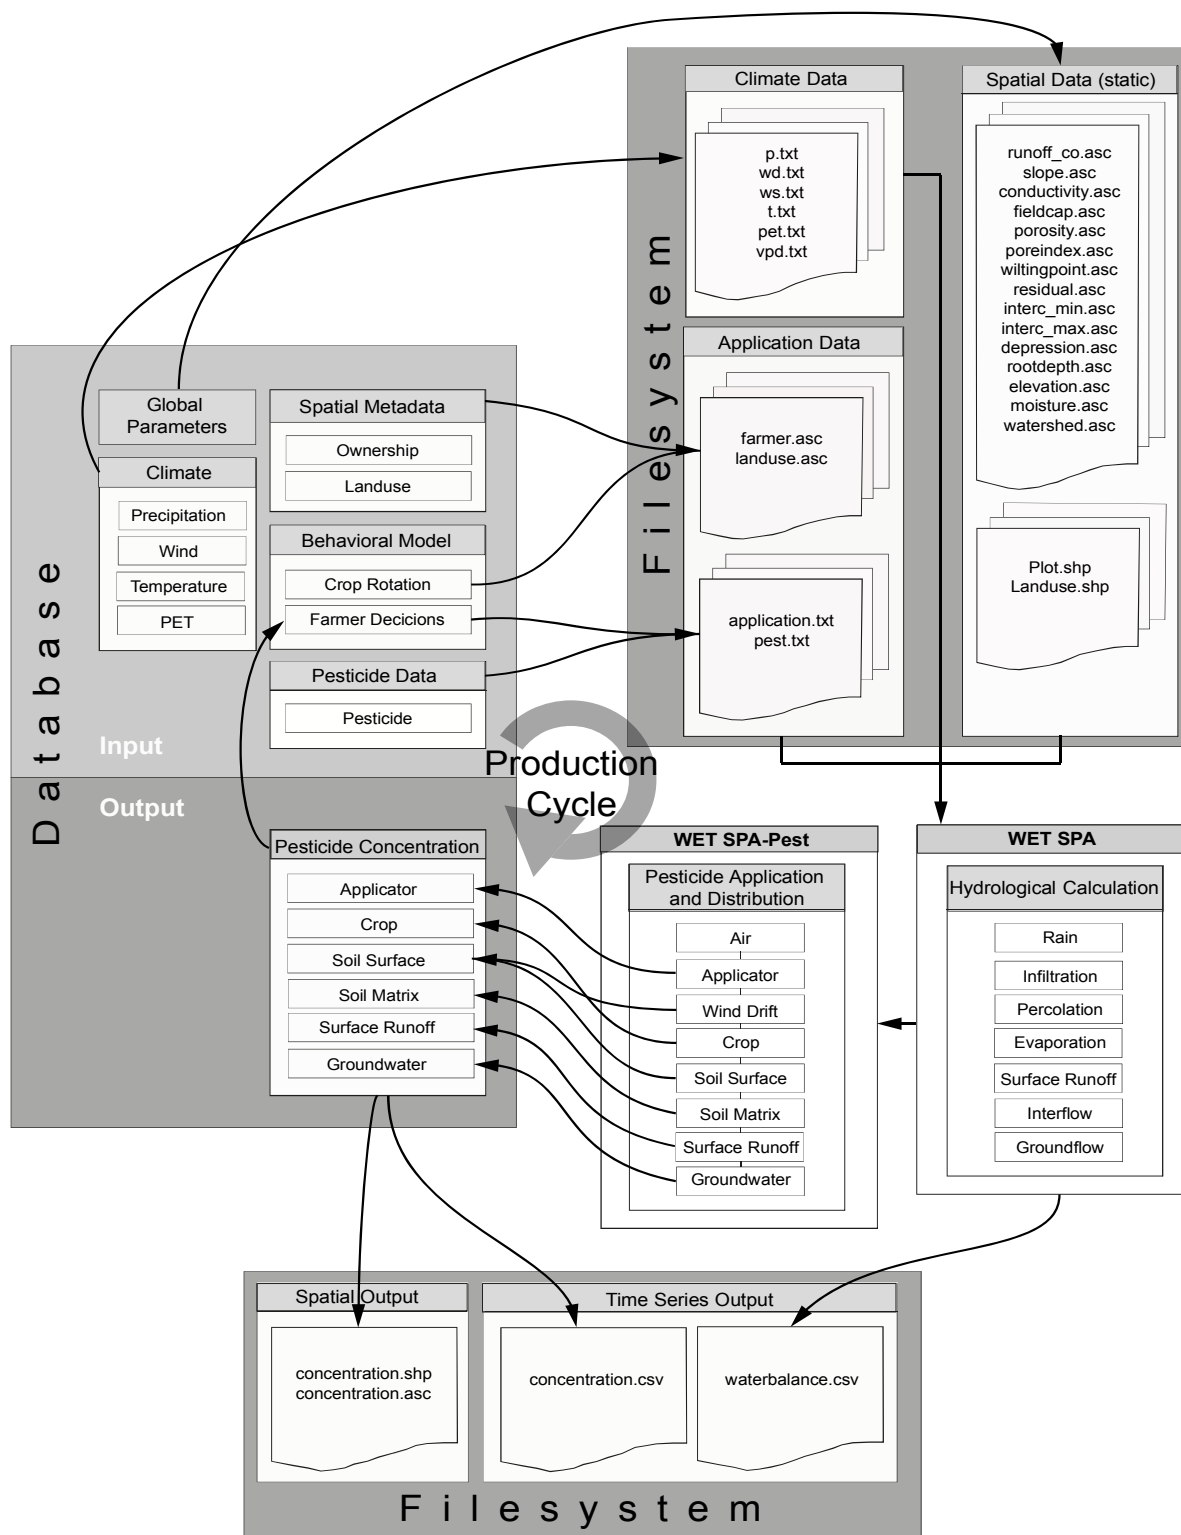 Climate Data
p.txt
wd.txt
ws.txt
t.txt
pet.txt
vpd.txt
Spatial Data (static)
runoff_co.asc
slope.asc
conductivity.asc
fieldcap.asc
porosity.asc
poreindex.asc
wiltingpoint.asc
residual.asc
interc_min.asc
interc_max.asc
depression.asc
rootdepth.asc
elevation.asc
moisture.asc
watershed.asc
Plot.shp
Landuse.shp
Application Data
farmer.asc
landuse.asc
application.txt
pest.txt
Filesystem
Database
Input
Global
Parameters
Climate
Precipitation
Wind
Temperature
PET
Spatial Metadata
Ownership
Landuse
Behavioral Model
Crop Rotation
Farmer Decicions
Pesticide Data
Pesticide
Production
Cycle
Output
Pesticide Concentration
Applicator
Crop
Soil Surface
Soil Matrix
Surface Runoff
Groundwater
WET SPA-Pest
Pesticide Application
and Distribution
Air
Applicator
Wind Drift
Crop
Soil Surface
Soil Matrix
Surface Runoff
Groundwater
WET SPA
Hydrological Calculation
Rain
Infiltration
Percolation
Evaporation
Surface Runoff
Interflow
Groundflow
Spatial Output
concentration.shp
concentration.asc
Time Series Output
concentration.csv
waterbalance.csv
Filesystem